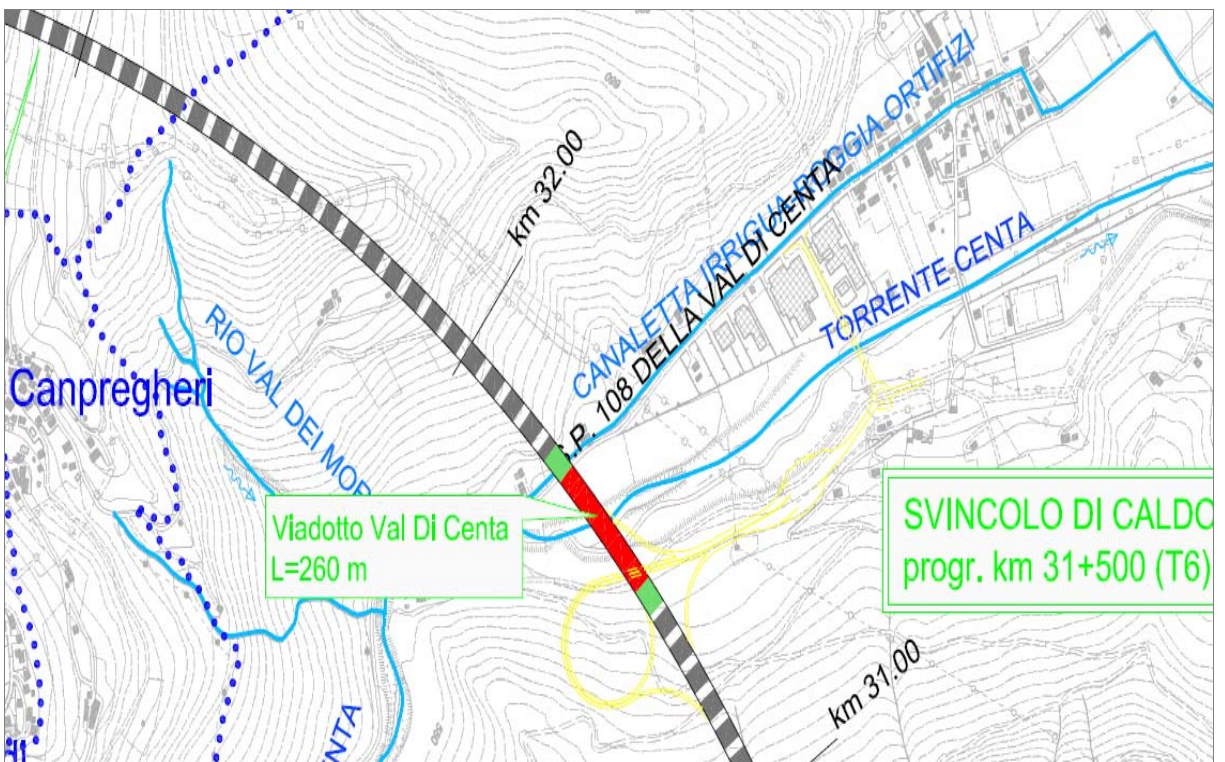 km 32.00
CANALETTA IRRIGUA-ROGGIA ORTIFIZI
S.P. 108 DELLA VAL DI CENTA
TORRENTE CENTA
RIO VAL DEI MOR
Canpregheri
Viadotto Val Di Centa
L=260 m
SVINCOLO DI CALDO
progr. km 31+500 (T6)
km 31.00
NTA